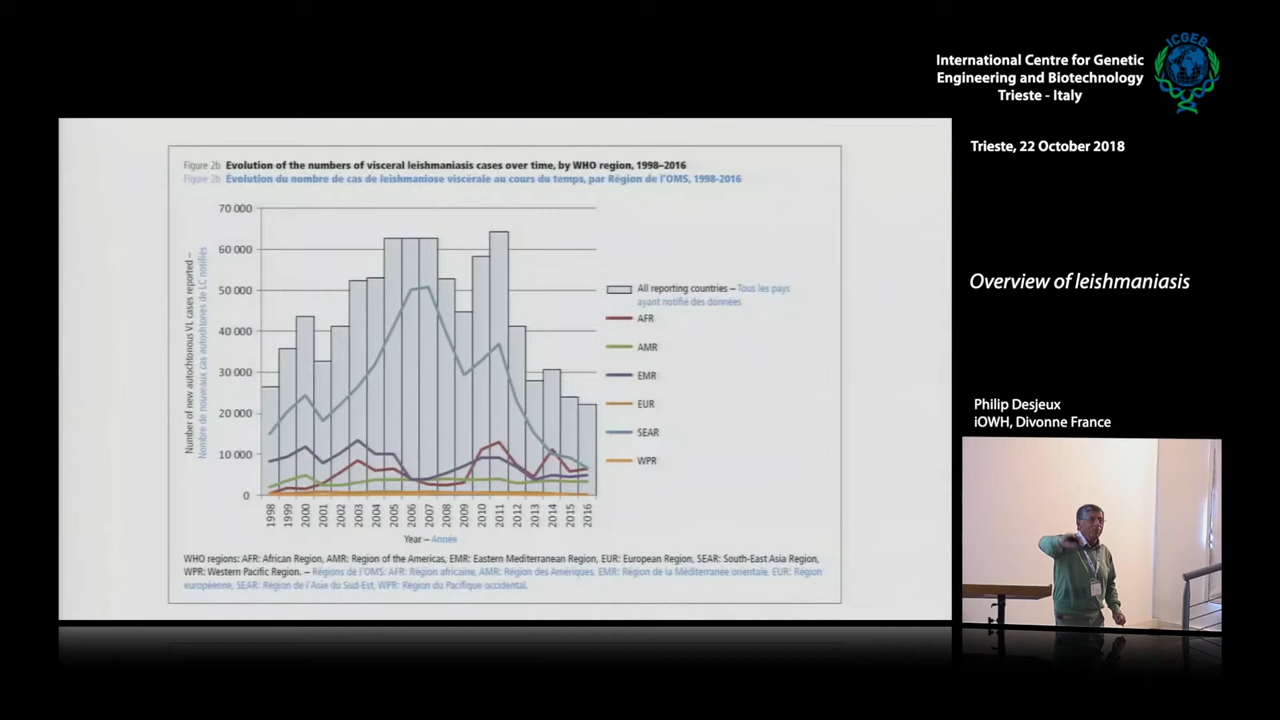 ICGEB
International Centre for Genetic
Engineering and Biotechnology
Trieste - Italy
Trieste, 22 October 2018
Overview of leishmaniasis
Philip Desjeux
iOWH, Divonne France
Figure 2b Evolution of the numbers of visceral leishmaniasis cases over time, by WHO region, 1998–2016
Figure 2b Évolution du nombre de cas de leishmaniose viscérale au cours du temps, par Région de l'OMS, 1998-2016
Number of new autochtonous VL cases reported –
Nombre de nouveaux cas autochtones de LC notifiés
70 000
60 000
50 000
40 000
30 000
20 000
10 000
0
1998
1999
2000
2001
2002
2003
2004
2005
2006
2007
2008
2009
2010
2011
2012
2013
2014
2015
2016
Year – Année
All reporting countries – Tous les pays
ayant notifié des données
AFR
AMR
EMR
EUR
SEAR
WPR
WHO regions: AFR: African Region, AMR: Region of the Americas, EMR: Eastern Mediterranean Region, EUR: European Region, SEAR: South-East Asia Region,
WPR: Western Pacific Region. – Régions de l'OMS: AFR: Région africaine, AMR: Région des Amériques, EMR: Région de la Méditerranée orientale, EUR: Région
européenne, SEAR: Région de l'Asie du Sud-Est, WPR: Région du Pacifique occidental.